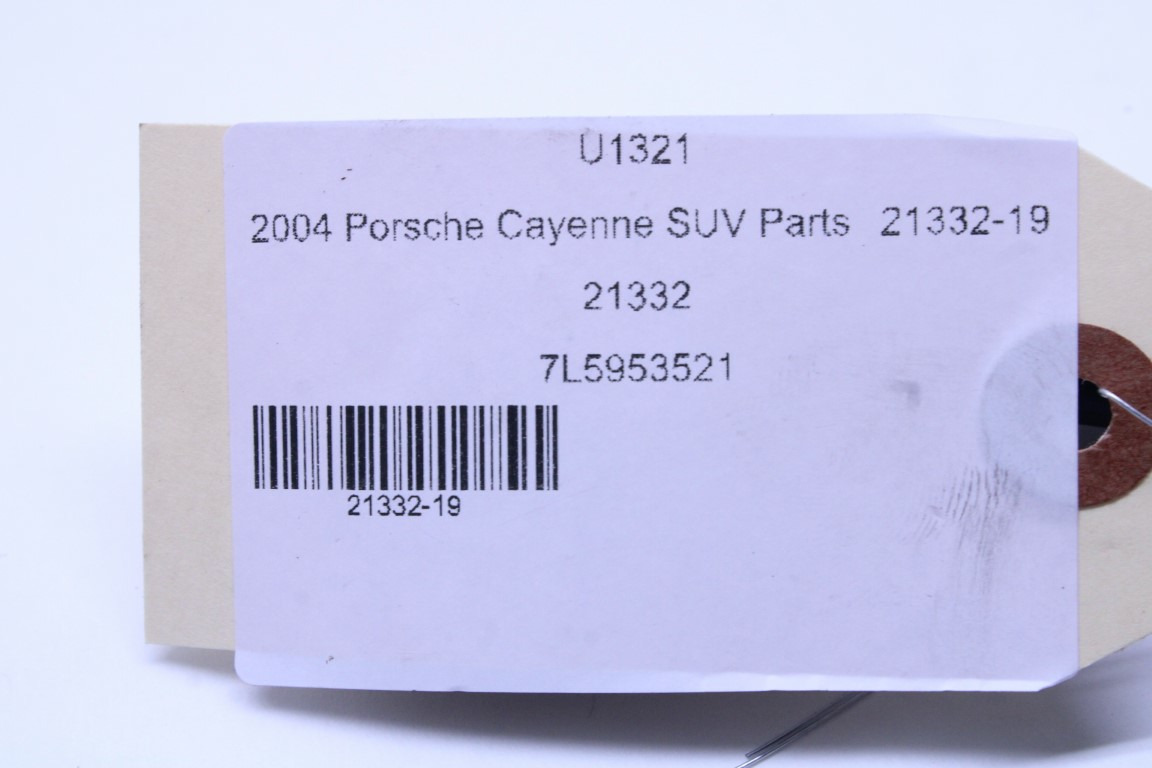 U1321
2004 Porsche Cayenne SUV Parts 21332-19
21332
7L5953521
21332-19